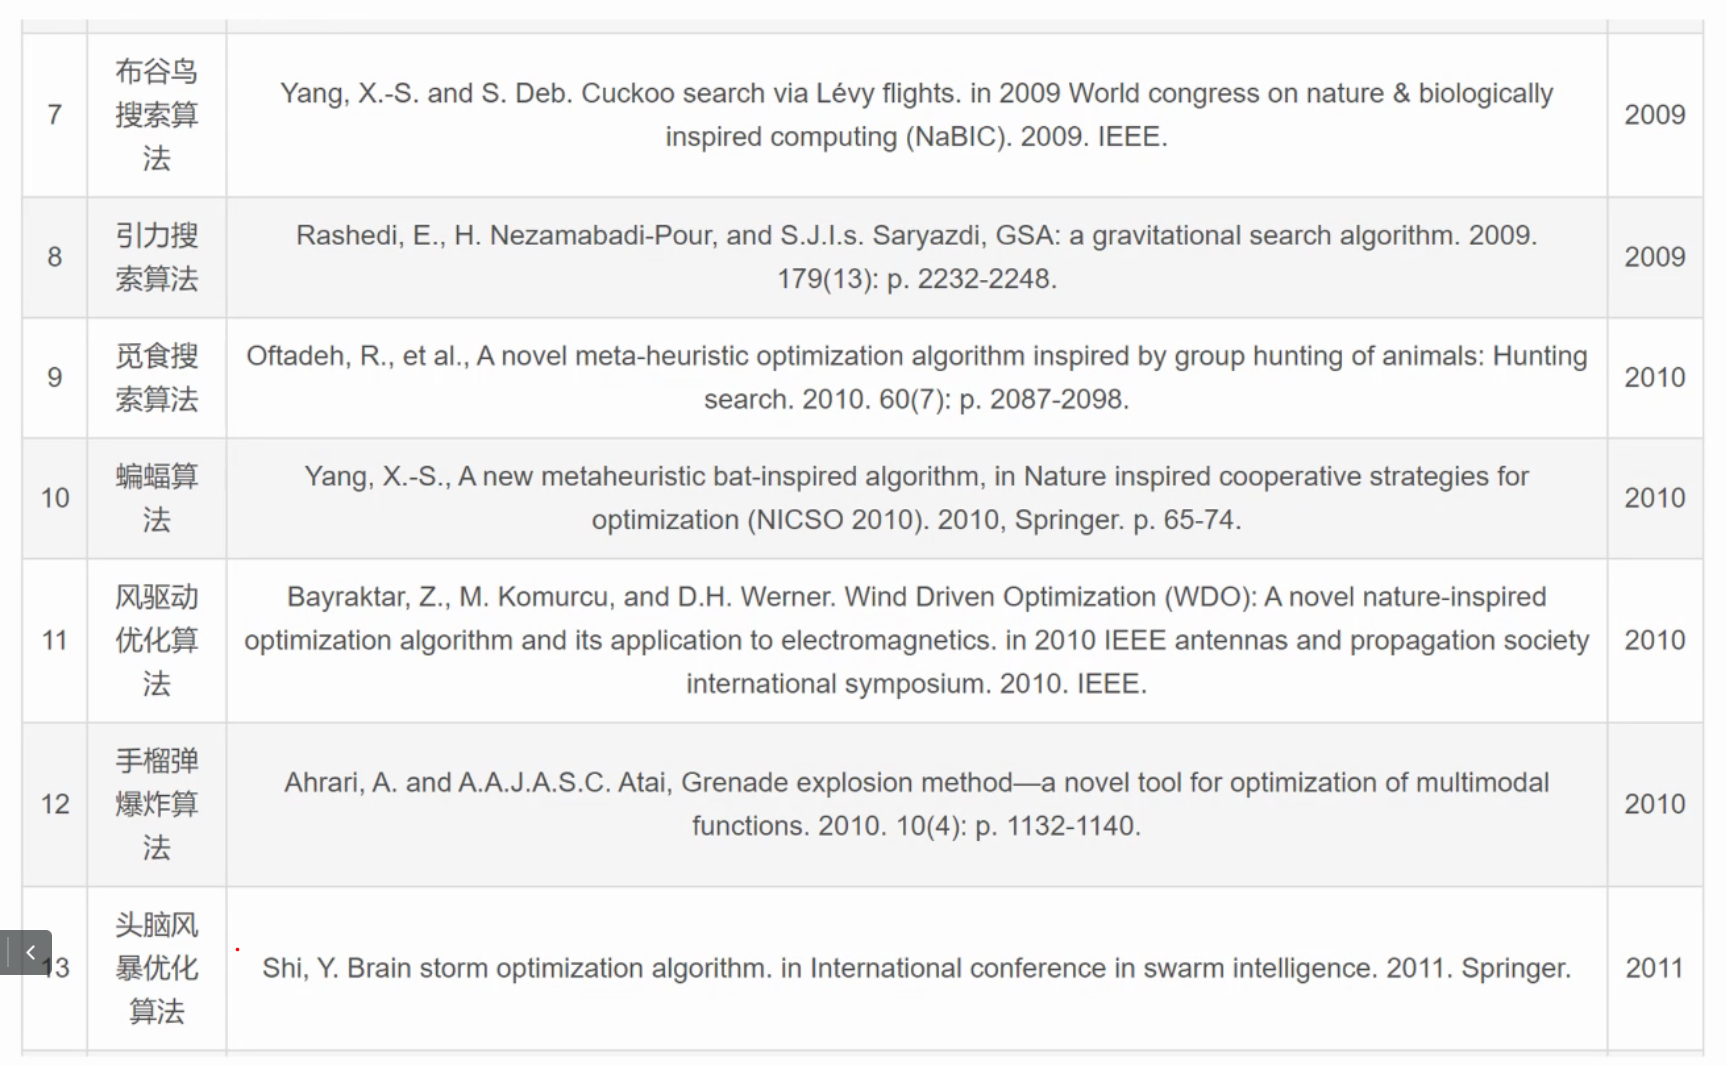 7
布谷鸟
搜索算
法
Yang, X.-S. and S. Deb. Cuckoo search via Lévy flights. in 2009 World congress on nature & biologically
inspired computing (NaBIC). 2009. IEEE.
2009
8
引力搜
索算法
Rashedi, E., H. Nezamabadi-Pour, and S.J.I.s. Saryazdi, GSA: a gravitational search algorithm. 2009.
179(13): p. 2232-2248.
2009
9
觅食搜
索算法
Oftadeh, R., et al., A novel meta-heuristic optimization algorithm inspired by group hunting of animals: Hunting
search. 2010. 60(7): p. 2087-2098.
2010
10
蝙蝠算
法
Yang, X.-S., A new metaheuristic bat-inspired algorithm, in Nature inspired cooperative strategies for
optimization (NICSO 2010). 2010, Springer. p. 65-74.
2010
11
风驱动
优化算
法
Bayraktar, Z., M. Komurcu, and D.H. Werner. Wind Driven Optimization (WDO): A novel nature-inspired
optimization algorithm and its application to electromagnetics. in 2010 IEEE antennas and propagation society
international symposium. 2010. IEEE.
2010
12
手榴弹
爆炸算
法
Ahrari, A. and A.A.J.A.S.C. Atai, Grenade explosion method—a novel tool for optimization of multimodal
functions. 2010. 10(4): p. 1132-1140.
2010
13
头脑风
暴优化
算法
Shi, Y. Brain storm optimization algorithm. in International conference in swarm intelligence. 2011. Springer.
2011